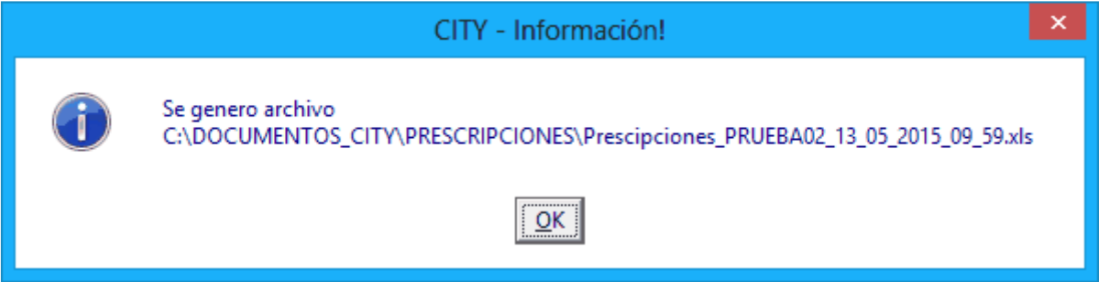 CITY - Información!
Se genero archivo
C:\DOCUMENTOS_CITY\PRESCRIPCIONES\Prescipciones_PRUEBA02_13_05_2015_09_59.xls
OK